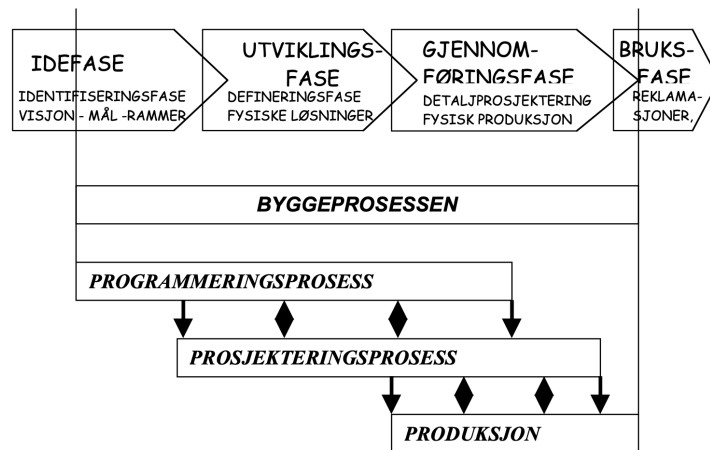 IDEFASE
IDENTIFISERINGSFASE
VISJON - MÅL -RAMMER
UTVIKLINGS-
FASE
DEFINERINGSFASE
FYSISKE LØSNINGER
GJENNOM-
FØRINGSFASE
DETALJPROSJEKTERING
FYSISK PRODUKSJON
BRUKS-
FASE
REKLAMA-
SJONER,
BYGGEPROSESSEN
PROGRAMMERINGSPROSESS
PROSJEKTERINGSPROSESS
PRODUKSJON